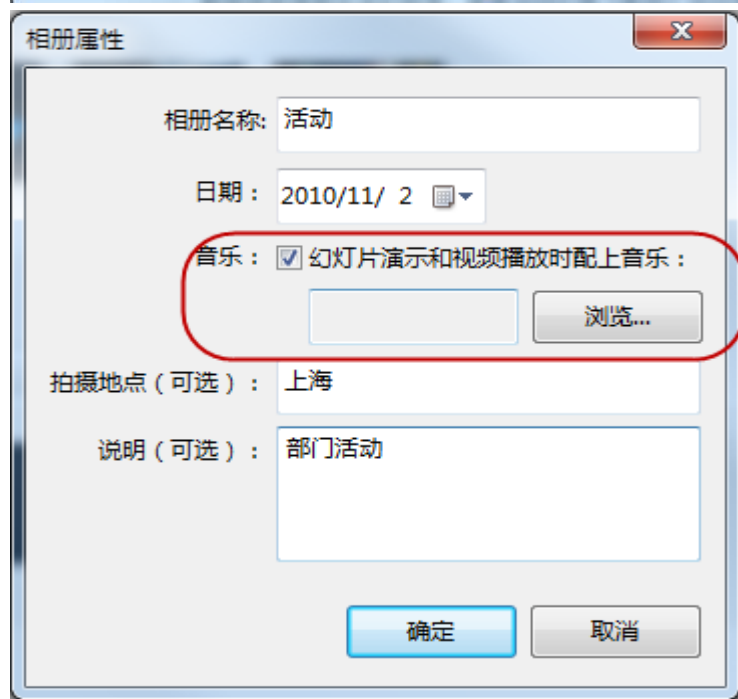 相册属性
相册名称: 活动
日期： 2010/11/ 2
音乐： 幻灯片演示和视频播放时配上音乐：
浏览...
拍摄地点（可选）： 上海
说明（可选）： 部门活动
确定 取消